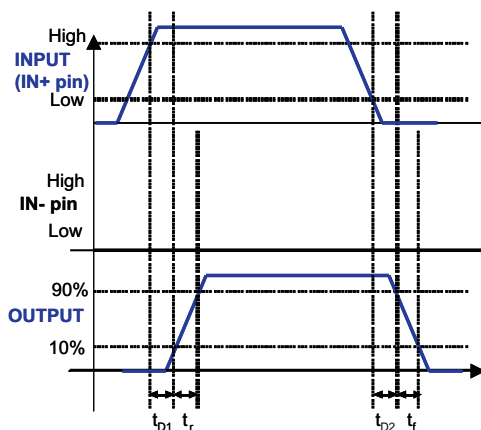 High
INPUT
(IN+ pin)
Low
High
IN- pin
Low
90%
OUTPUT
10%
tD1 tr tD2 tf